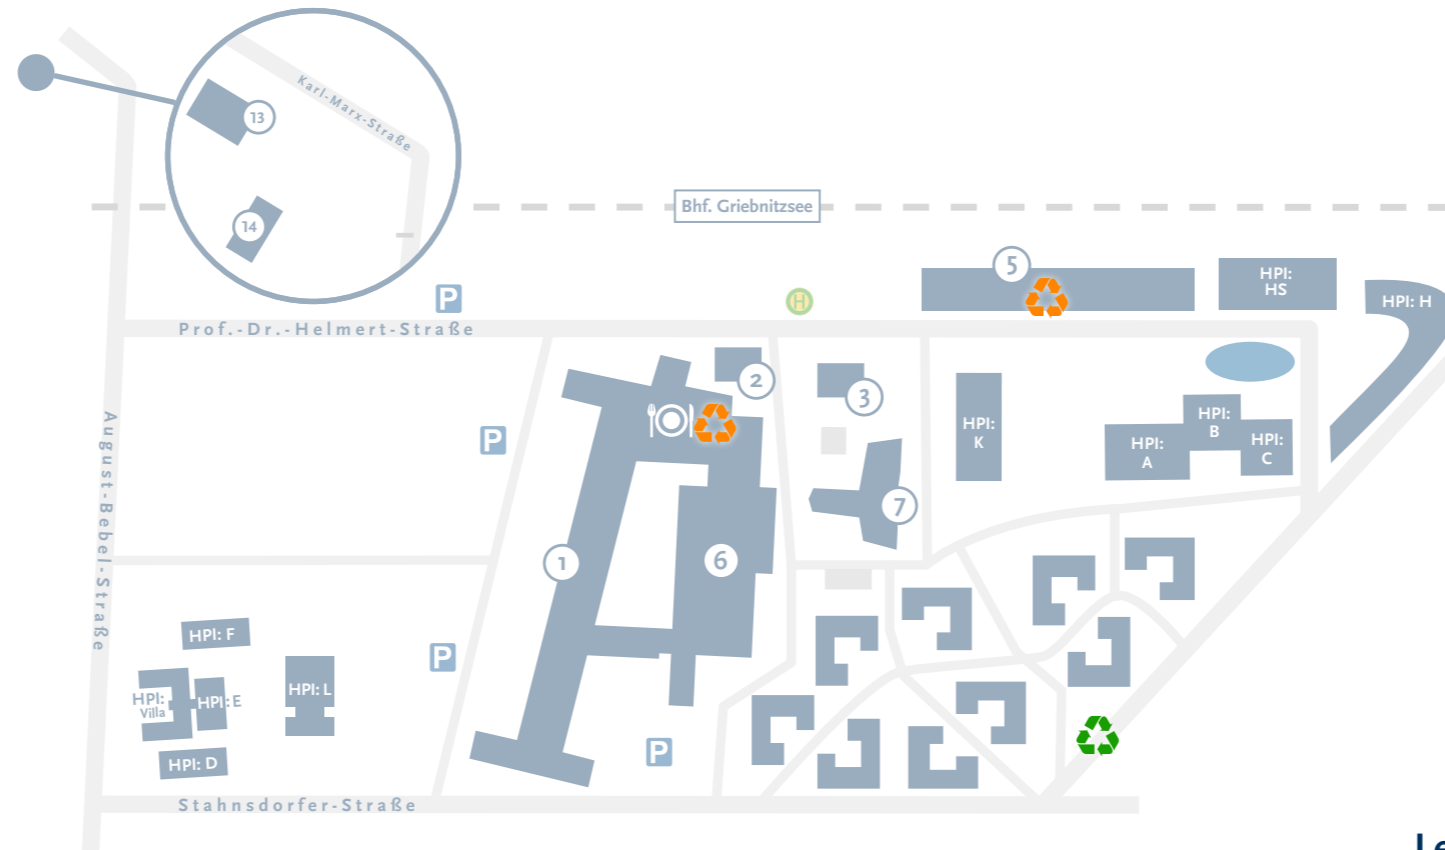 Karl-Marx-Straße
13
14
Bhf. Griebnitzsee
P
H
5
HPI:
HS
HPI: H
Prof.-Dr.-Helmert-Straße
2
3
HPI:
K
HPI:
B
HPI:
A
HPI:
C
P
7
1
6
August-Bebel-Straße
HPI: F
P
HPI: L
HPI:
Villa
HPI: E
HPI: D
P
Stahnsdorfer-Straße